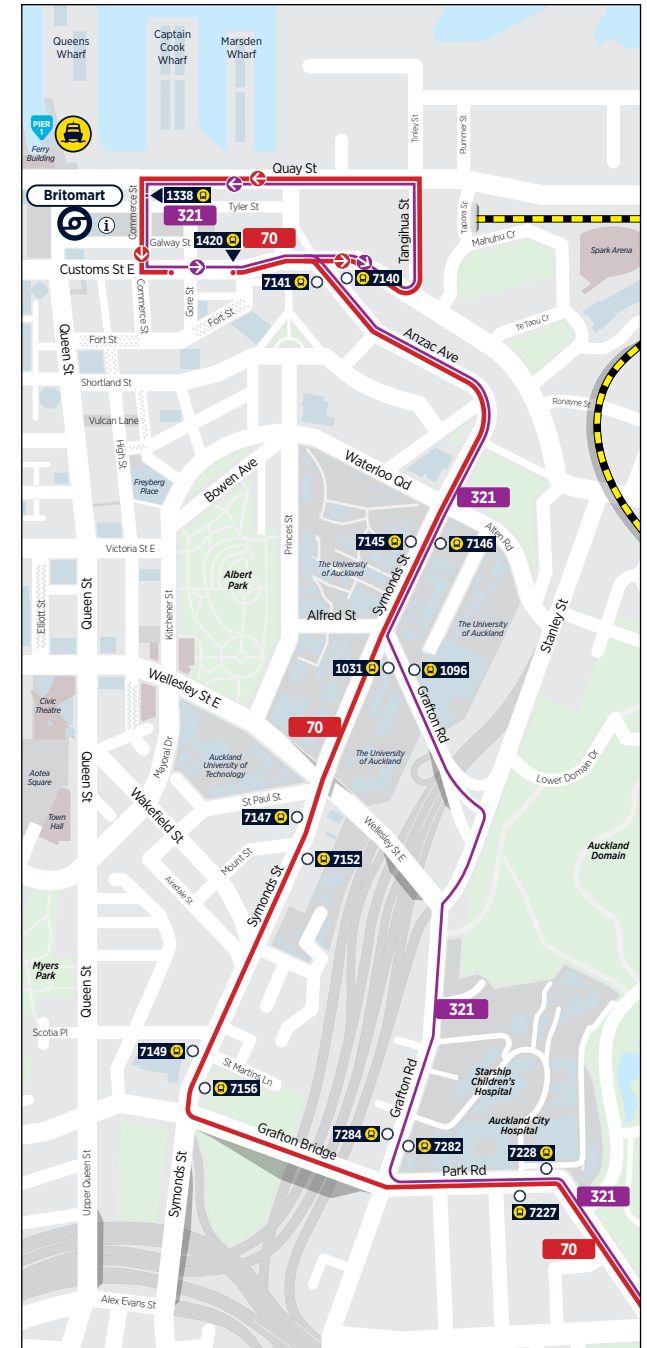 Queens
Wharf
Captain
Cook
Wharf
Marsden
Wharf
PIER
1
Ferry
Building
Tinley St
Plummer St
Quay St
Britomart
i
Commerce St
1338
321
Tyler St
Galway St
1420
70
Tangihua St
Tapora St
Mahuhu Cr
Spark Arena
Customs St E
7141
7140
Commerce St
Gore St
Fort St
Fort St
Queen St
Anzac Ave
Te Taou Cr
Shortland St
Ronayne St
Vulcan Lane
High St
Freyberg
Place
Bowen Ave
Waterloo Qd
321
Princes St
Alten Rd
7145
7146
Victoria St E
Symonds St
The University
of Auckland
Albert
Park
Elliott St
Queen St
Kitchener St
Alfred St
The University
of Auckland
Stanley St
1031
1096
Wellesley St E
Grafton Rd
Civic
Theatre
70
Mayoral Dr
Auckland
University of
Technology
The University
of Auckland
Lower Domain Dr
Aotea
Square
Queen St
Town
Hall
Wakefield St
St Paul St
7147
Wellesley St E
Mount St
7152
Auckland
Domain
Airedale St
Symonds St
Myers
Park
Queen St
321
Scotia Pl
7149
St Martins Ln
7156
Grafton Rd
Starship
Children's
Hospital
Auckland City
Hospital
7284
7282
7228
Grafton Bridge
Park Rd
Upper Queen St
Symonds St
321
7227
70
Alex Evans St